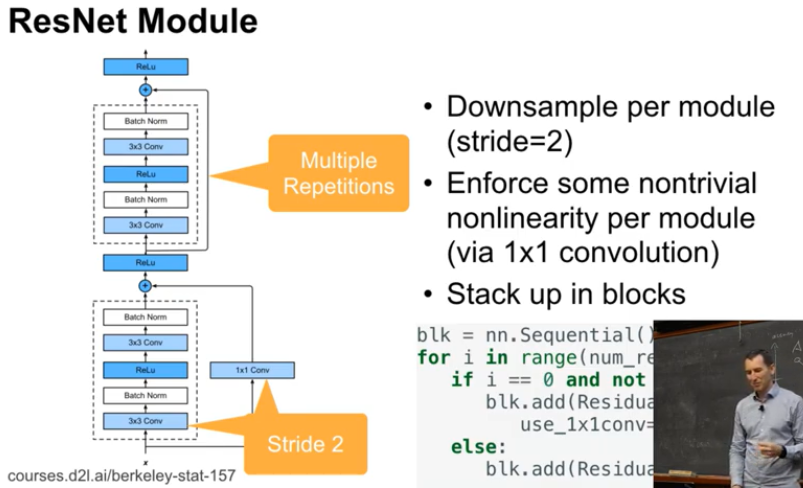 ResNet Module
ReLu
+
Batch Norm
3x3 Conv
ReLu
Batch Norm
3x3 Conv
Multiple
Repetitions
ReLu
+
Batch Norm
3x3 Conv
ReLu
Batch Norm
3x3 Conv
1x1 Conv
Stride 2
x
courses.d2l.ai/berkeley-stat-157
• Downsample per module
(stride=2)
• Enforce some nontrivial
nonlinearity per module
(via 1x1 convolution)
• Stack up in blocks
blk = nn.Sequential()
for i in range(num_re
if i == 0 and not
blk.add(Residua
use_1x1conv=
else:
blk.add(Residua